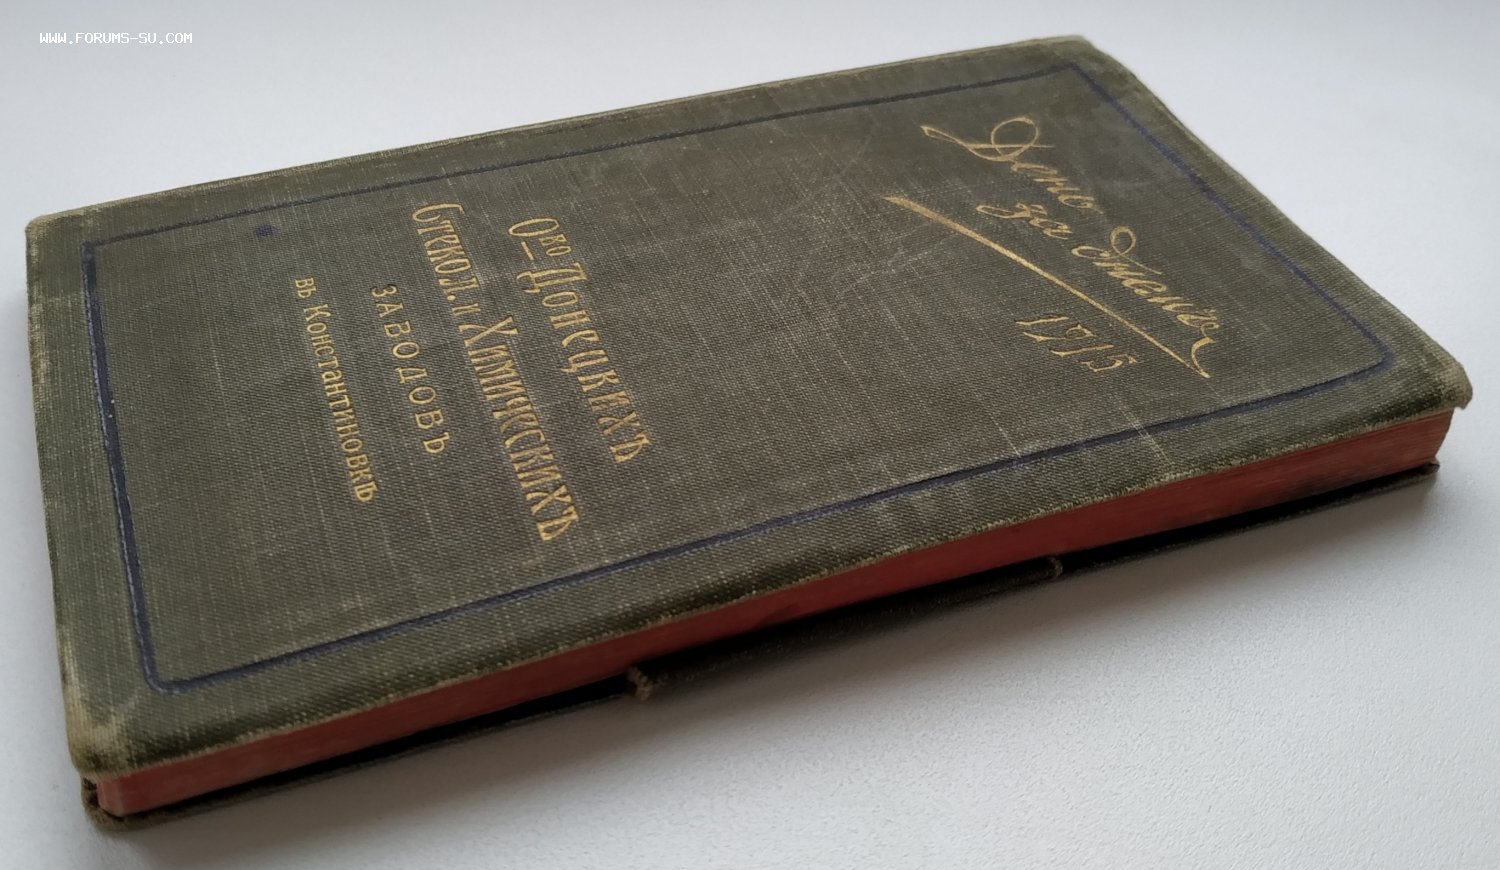 WWW.FORUMS-SU.COM
День
за Днемъ
1915
О-во Донецкихъ
Стекол. и Химическихъ
заводовъ
въ Константиновкѣ